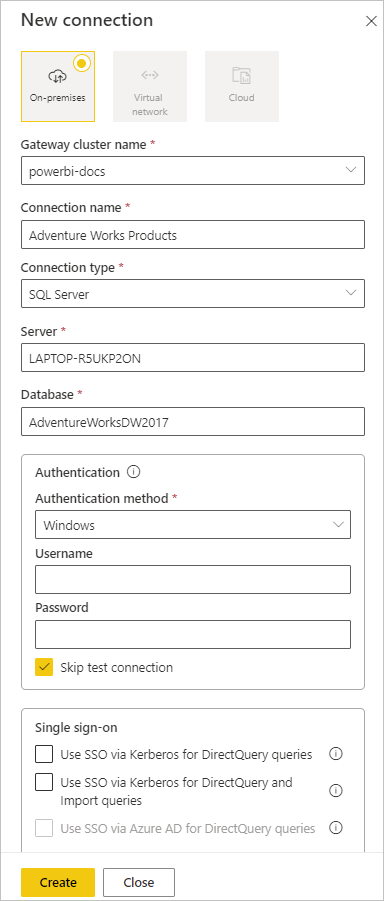 New connection
On-premises
Virtual
network
Cloud
Gateway cluster name *
powerbi-docs
Connection name *
Adventure Works Products
Connection type *
SQL Server
Server *
LAPTOP-R5UKP2ON
Database *
AdventureWorksDW2017
Authentication
Authentication method *
Windows
Username
Password
Skip test connection
Single sign-on
Use SSO via Kerberos for DirectQuery queries
Use SSO via Kerberos for DirectQuery and
Import queries
Use SSO via Azure AD for DirectQuery queries
Create
Close